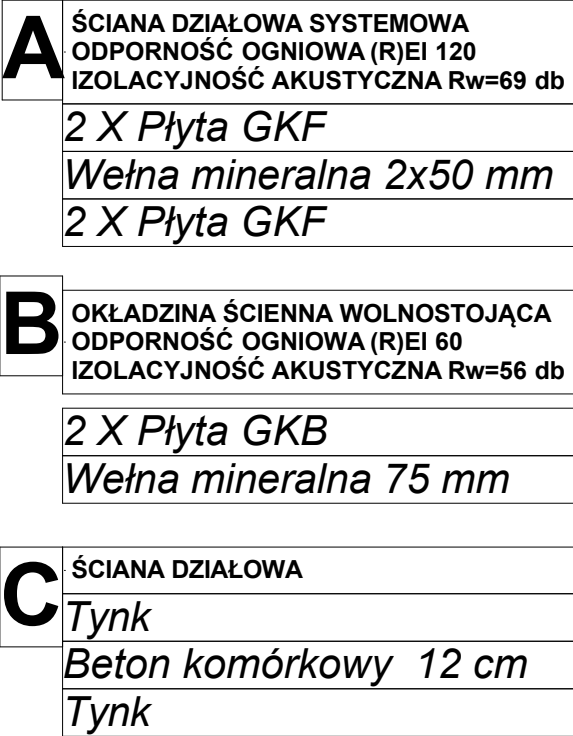 A
ŚCIANA DZIAŁOWA SYSTEMOWA
ODPORNOŚĆ OGNIOWA (R)EI 120
IZOLACYJNOŚĆ AKUSTYCZNA Rw=69 db
2 X Płyta GKF
Wełna mineralna 2x50 mm
2 X Płyta GKF
B
OKŁADZINA ŚCIENNA WOLNOSTOJĄCA
ODPORNOŚĆ OGNIOWA (R)EI 60
IZOLACYJNOŚĆ AKUSTYCZNA Rw=56 db
2 X Płyta GKB
Wełna mineralna 75 mm
C
ŚCIANA DZIAŁOWA
Tynk
Beton komórkowy  12 cm
Tynk